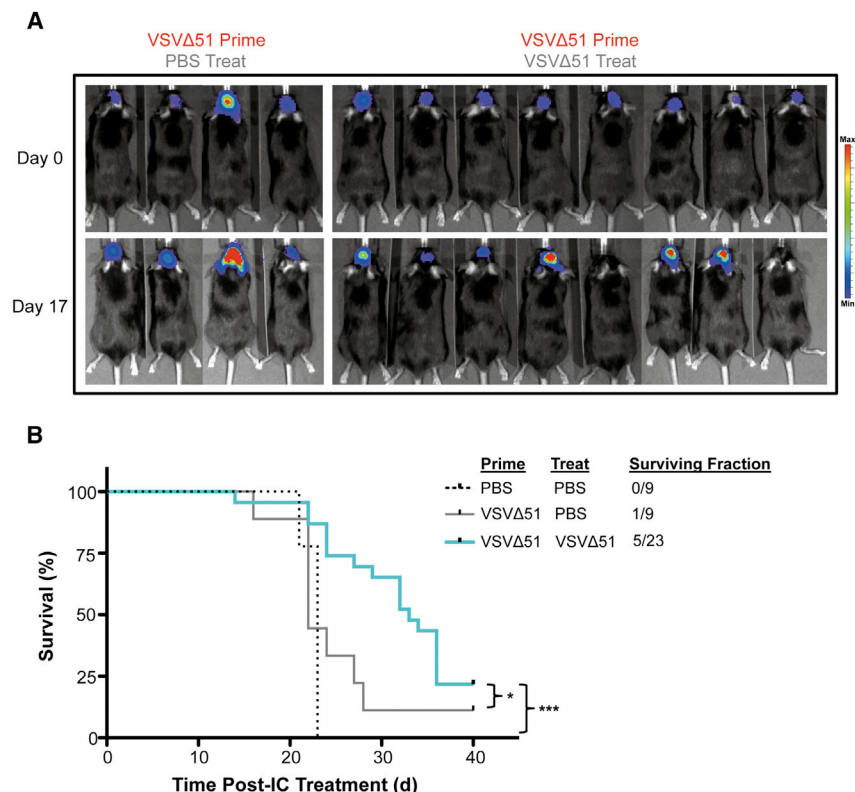 A
VSVΔ51 Prime
PBS Treat
VSVΔ51 Prime
VSVΔ51 Treat
Day 0
Day 17
Max
Min
B
Prime Treat Surviving Fraction
PBS PBS 0/9
VSVΔ51 PBS 1/9
VSVΔ51 VSVΔ51 5/23
Survival (%)
100
75
50
25
0
*
***
0 10 20 30 40
Time Post-IC Treatment (d)